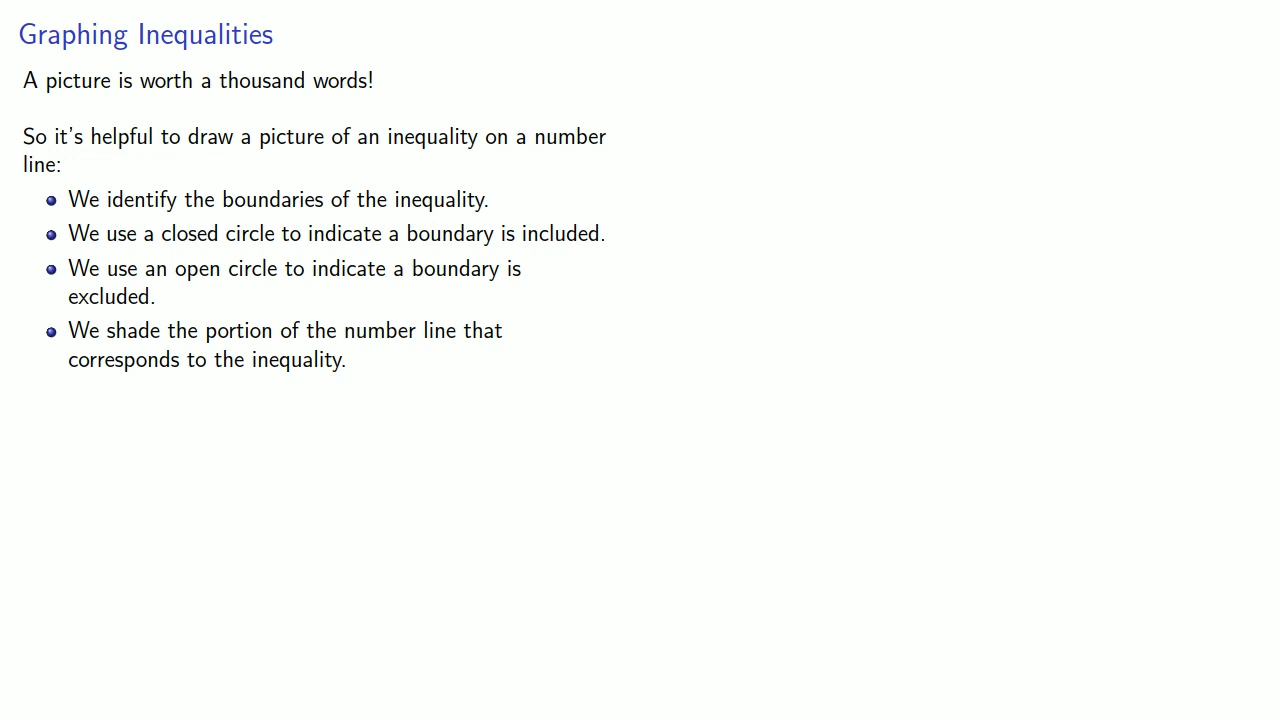 Graphing Inequalities
A picture is worth a thousand words!
So it's helpful to draw a picture of an inequality on a number
line:
We identify the boundaries of the inequality.
We use a closed circle to indicate a boundary is included.
We use an open circle to indicate a boundary is
excluded.
We shade the portion of the number line that
corresponds to the inequality.